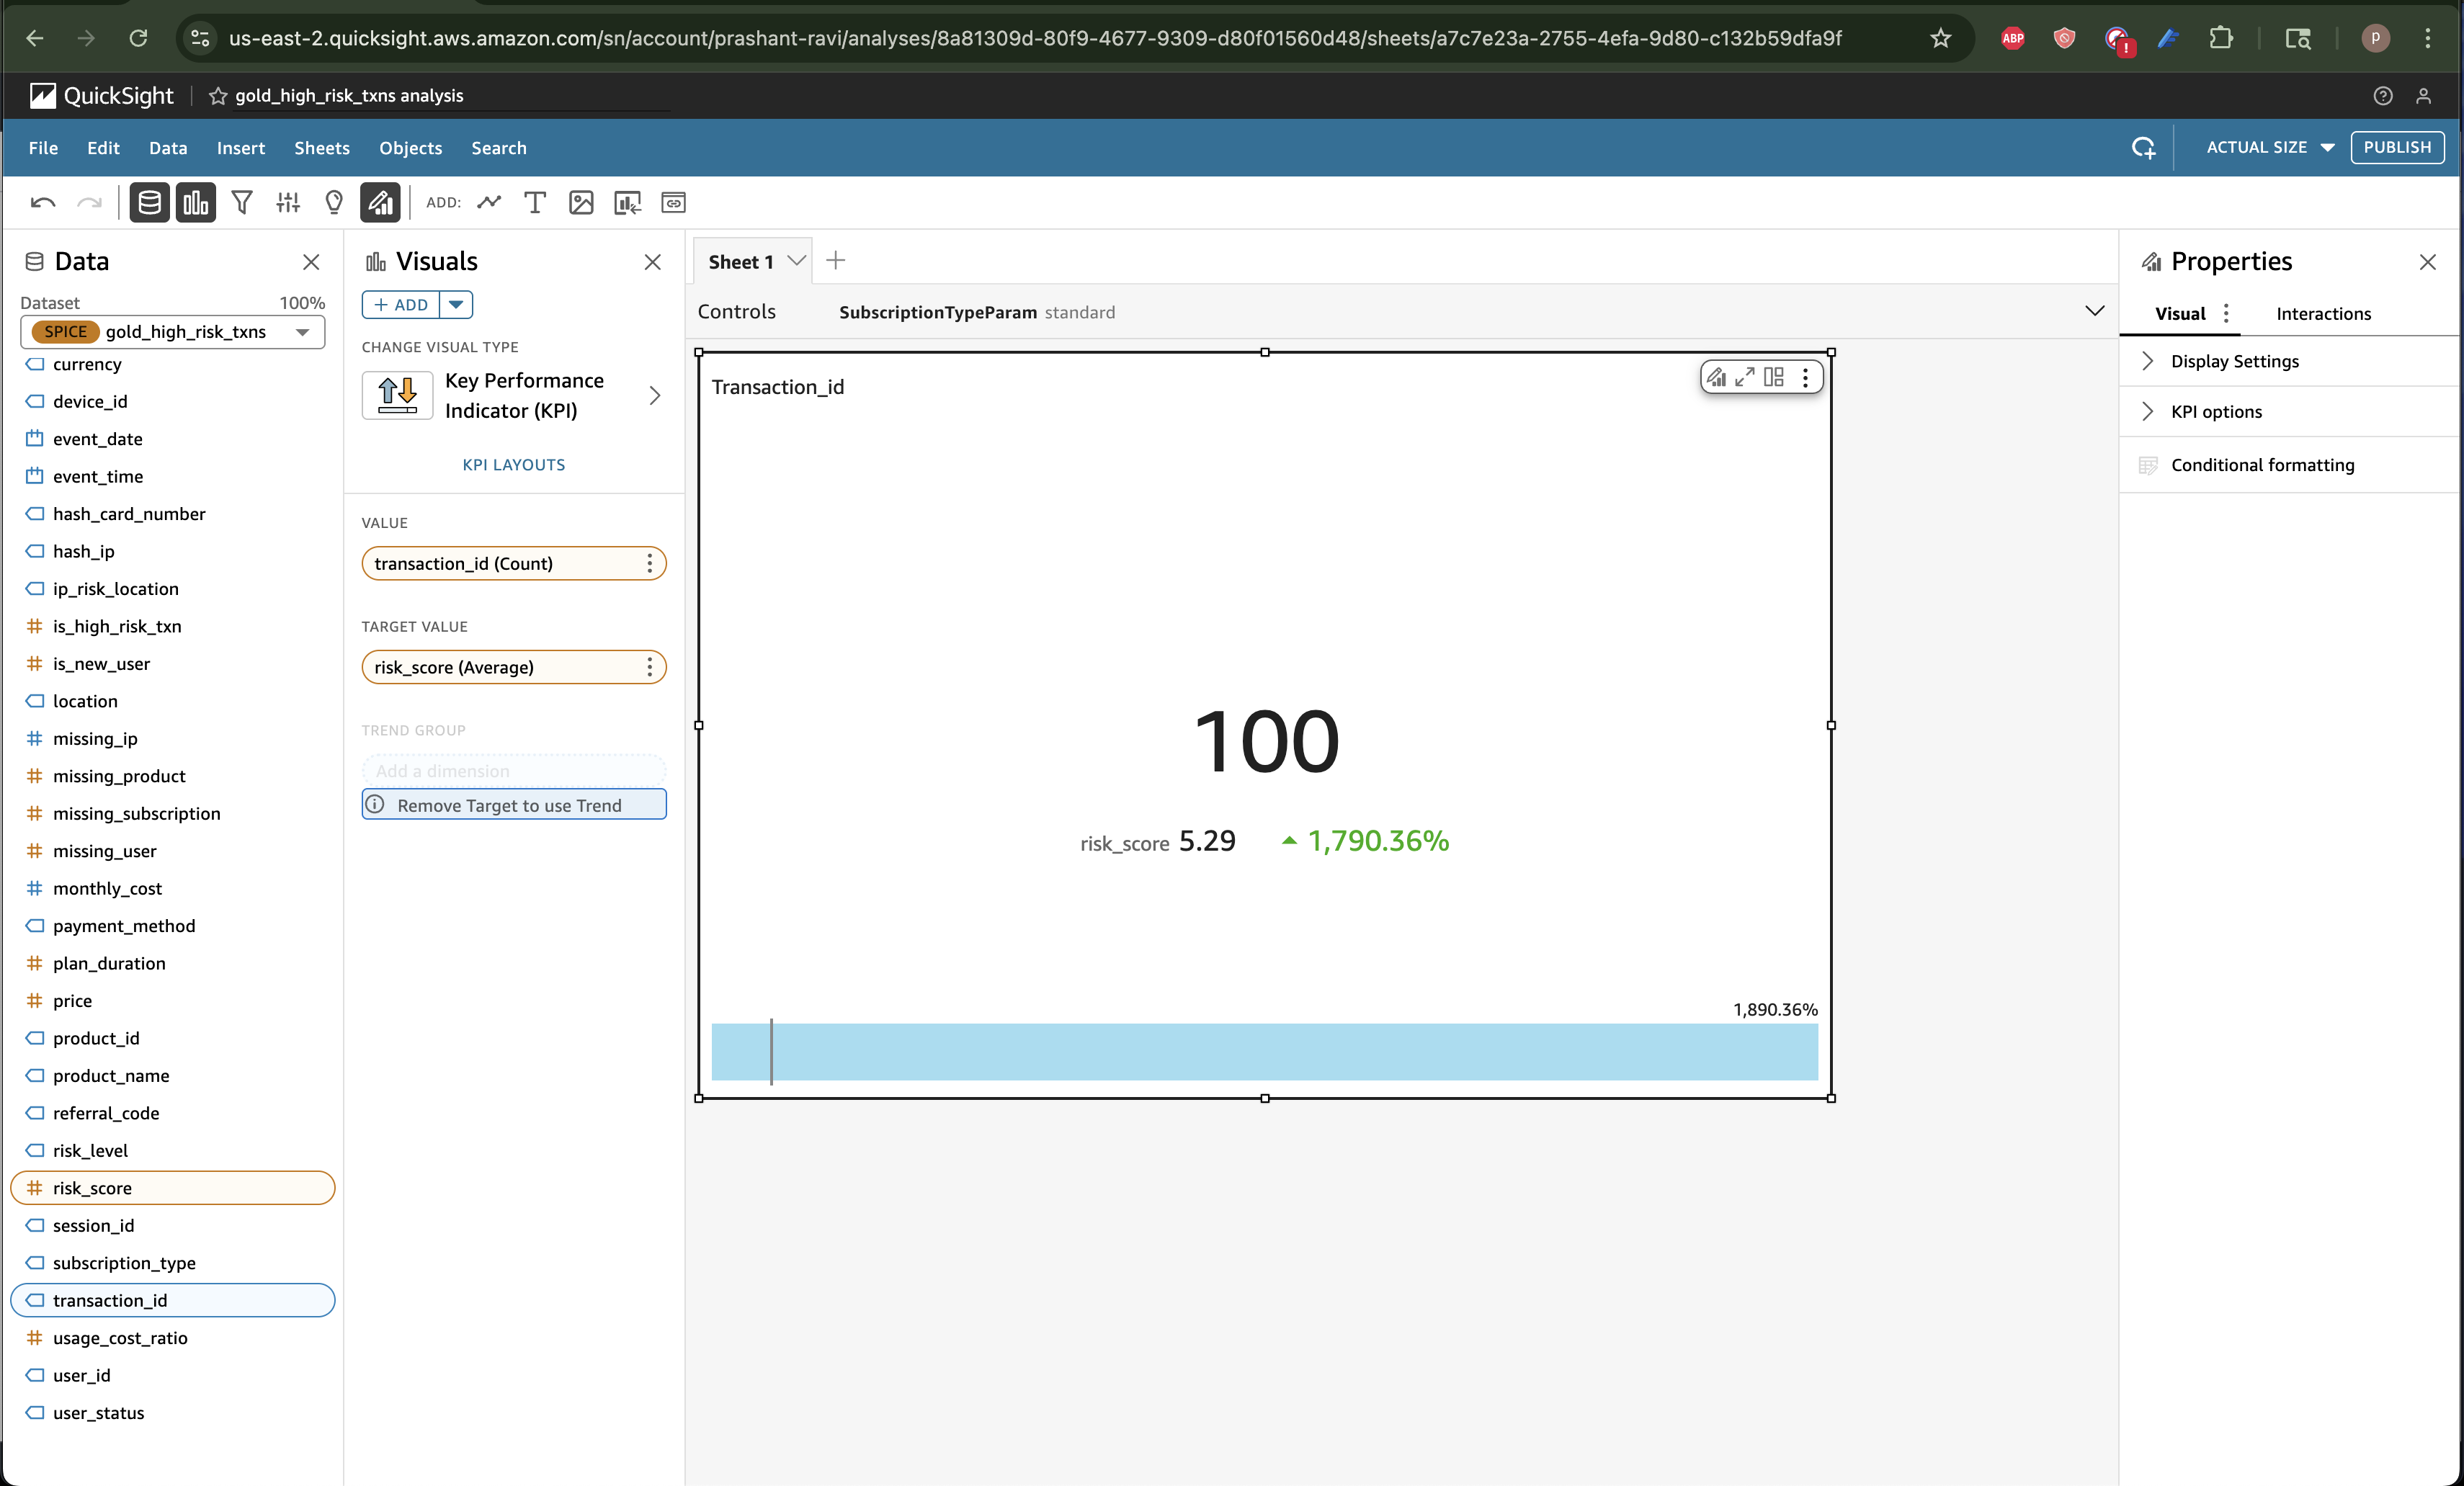 us-east-2.quicksight.aws.amazon.com/sn/account/prashant-ravi/analyses/8a81309d-80f9-4677-9309-d80f01560d48/sheets/a7c7e23a-2755-4efa-9d80-c132b59dfa9f
ABP
!
p
QuickSight
gold_high_risk_txns analysis
File Edit Data Insert Sheets Objects Search
ACTUAL SIZE
PUBLISH
ADD:
Data
Dataset 100%
SPICE gold_high_risk_txns
currency
device_id
event_date
event_time
hash_card_number
hash_ip
ip_risk_location
is_high_risk_txn
is_new_user
location
missing_ip
missing_product
missing_subscription
missing_user
monthly_cost
payment_method
plan_duration
price
product_id
product_name
referral_code
risk_level
risk_score
session_id
subscription_type
transaction_id
usage_cost_ratio
user_id
user_status
Visuals
+ ADD
CHANGE VISUAL TYPE
Key Performance
Indicator (KPI)
KPI LAYOUTS
VALUE
transaction_id (Count)
TARGET VALUE
risk_score (Average)
TREND GROUP
Add a dimension
Remove Target to use Trend
Sheet 1
Controls
SubscriptionTypeParam standard
Transaction_id
100
risk_score 5.29 1,790.36%
1,890.36%
Properties
Visual Interactions
Display Settings
KPI options
Conditional formatting